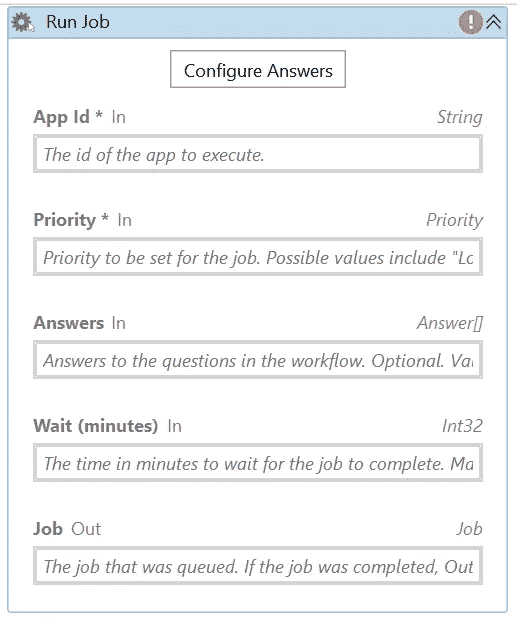 Run Job
Configure Answers
App Id * In String
The id of the app to execute.
Priority * In Priority
Priority to be set for the job. Possible values include "Lo
Answers In Answer[]
Answers to the questions in the workflow. Optional. Val
Wait (minutes) In Int32
The time in minutes to wait for the job to complete. Ma
Job Out Job
The job that was queued. If the job was completed, Out